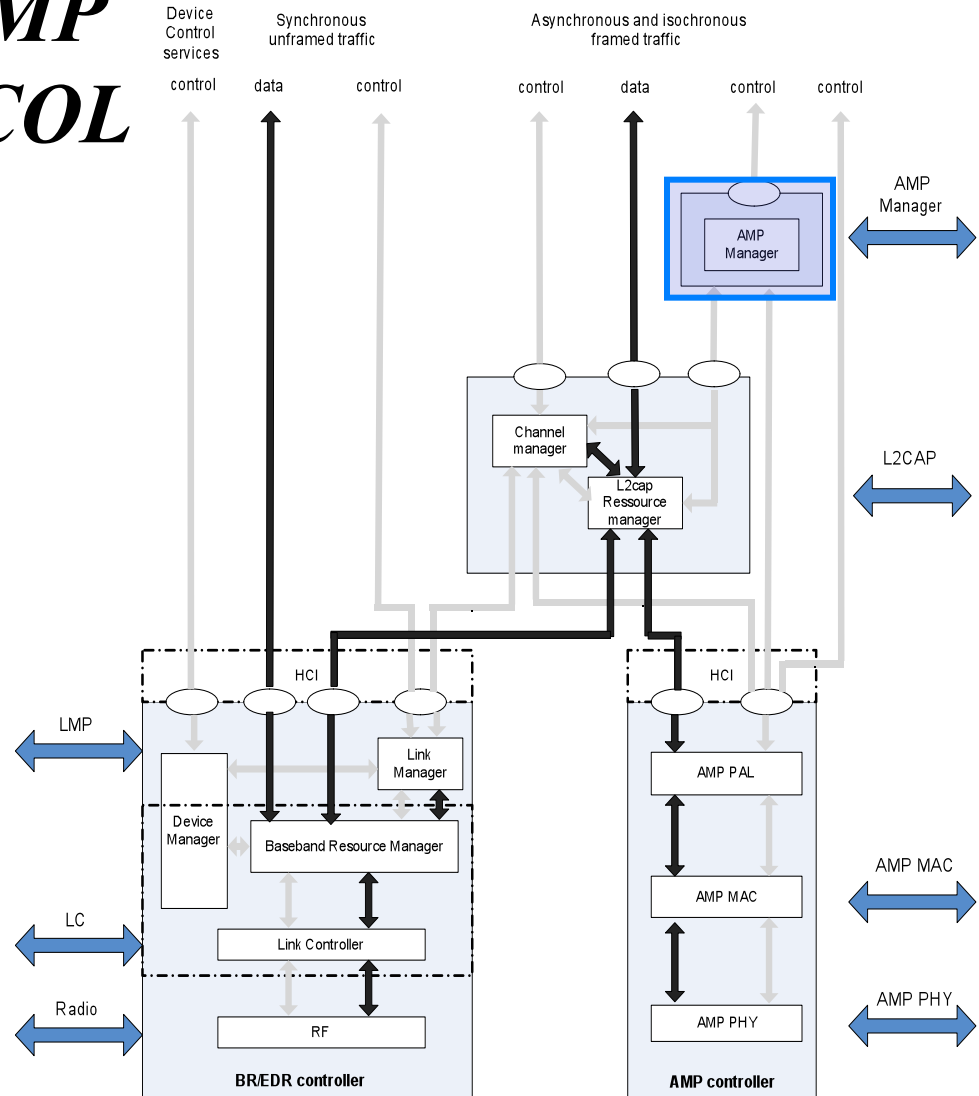 MP
COL
Device
Control
services
Synchronous
unframed traffic
Asynchronous and isochronous
framed traffic
control
data
control
control
data
control
control
AMP
Manager
AMP
Manager
Channel
manager
L2cap
Ressource
manager
L2CAP
HCI
HCI
LMP
Link
Manager
AMP PAL
Device
Manager
Baseband Resource Manager
AMP MAC
AMP MAC
LC
Link Controller
Radio
RF
AMP PHY
AMP PHY
BR/EDR controller
AMP controller